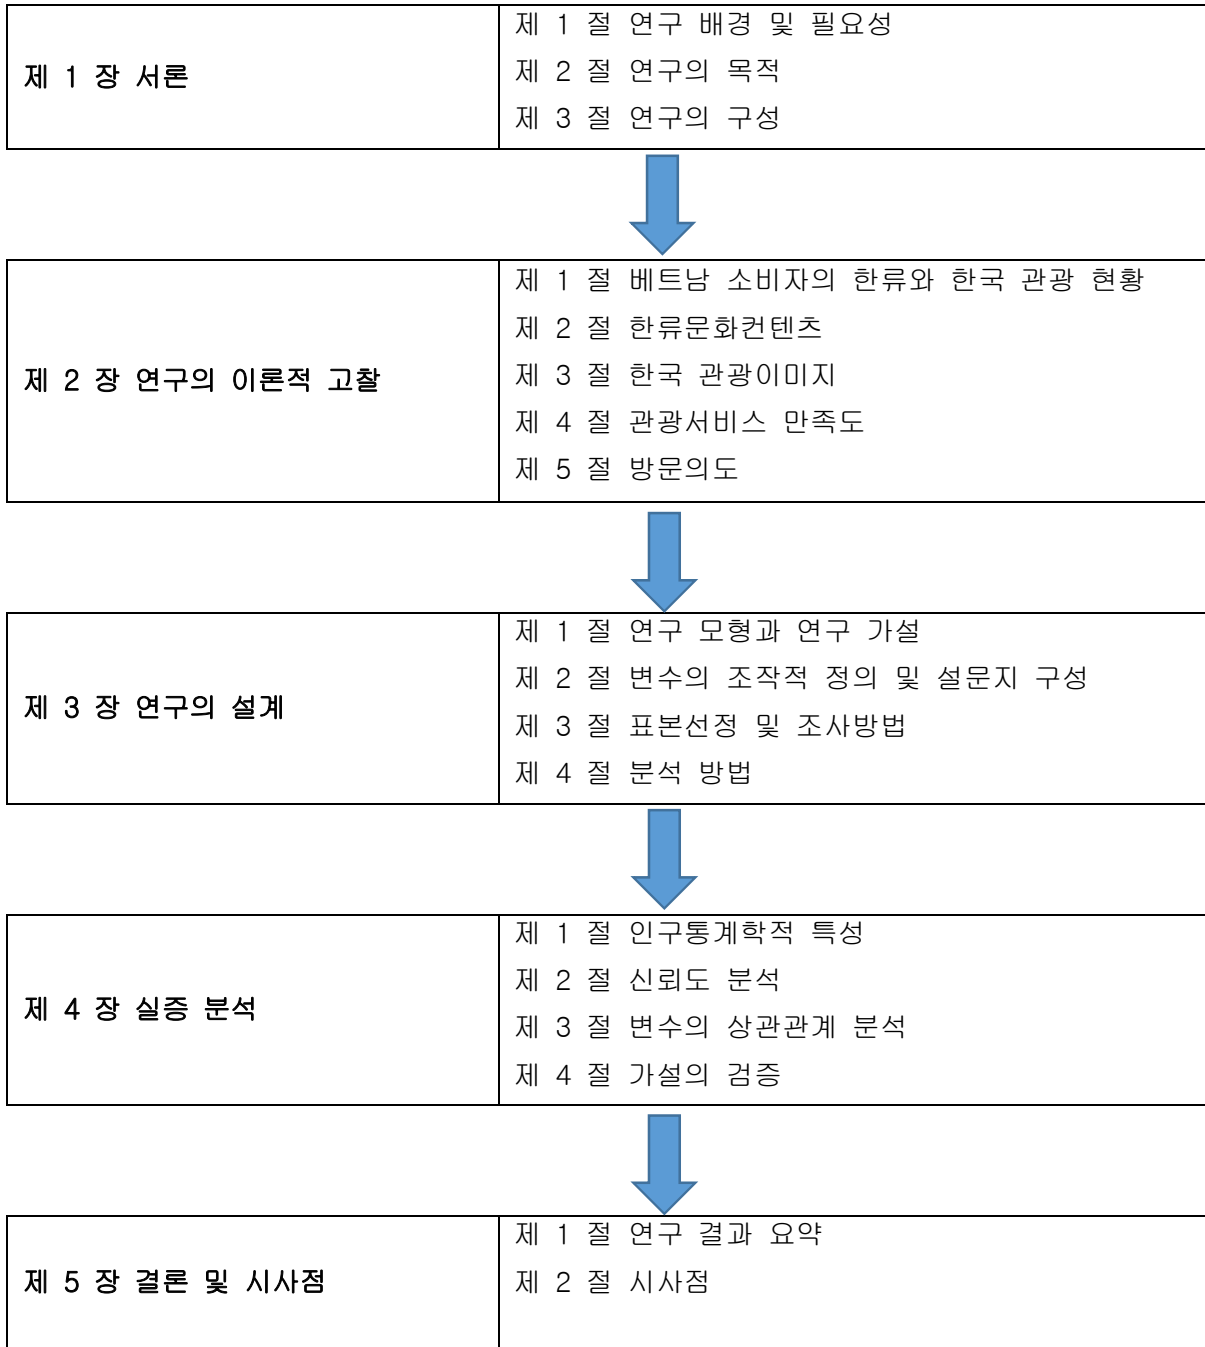 제 1 장 서론
제 1 절 연구 배경 및 필요성
제 2 절 연구의 목적
제 3 절 연구의 구성
제 2 장 연구의 이론적 고찰
제 1 절 베트남 소비자의 한류와 한국 관광 현황
제 2 절 한류문화컨텐츠
제 3 절 한국 관광이미지
제 4 절 관광서비스 만족도
제 5 절 방문의도
제 3 장 연구의 설계
제 1 절 연구 모형과 연구 가설
제 2 절 변수의 조작적 정의 및 설문지 구성
제 3 절 표본선정 및 조사방법
제 4 절 분석 방법
제 4 장 실증 분석
제 1 절 인구통계학적 특성
제 2 절 신뢰도 분석
제 3 절 변수의 상관관계 분석
제 4 절 가설의 검증
제 5 장 결론 및 시사점
제 1 절 연구 결과 요약
제 2 절 시사점